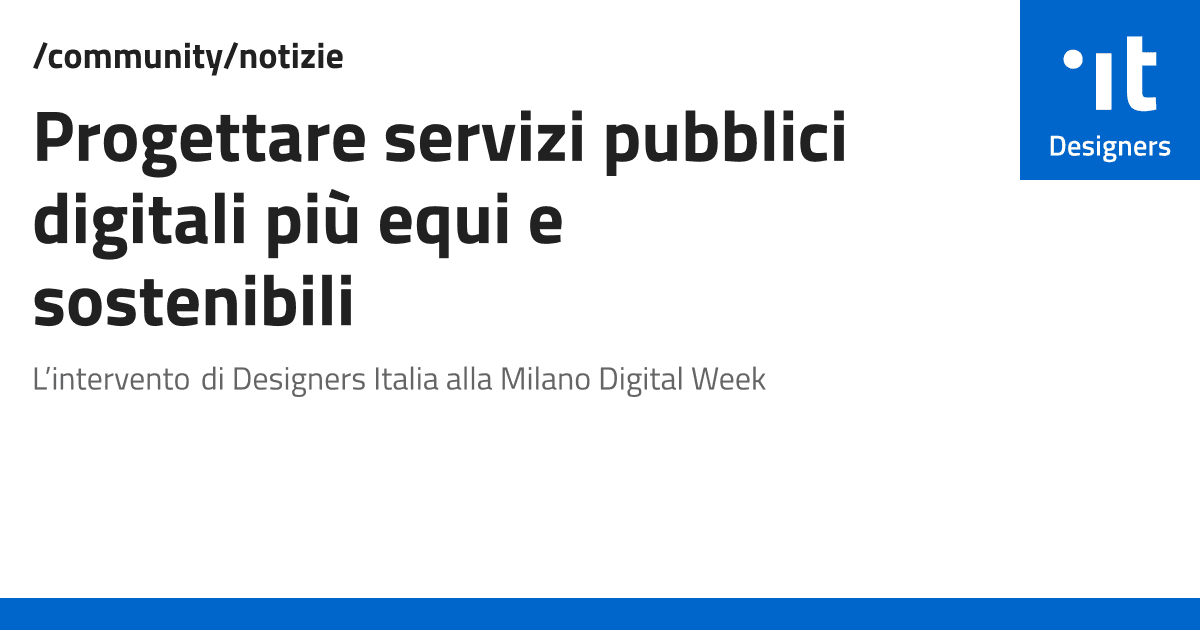 /community/notizie
Progettare servizi pubblici
digitali più equi e
sostenibili
L’intervento di Designers Italia alla Milano Digital Week
it
Designers